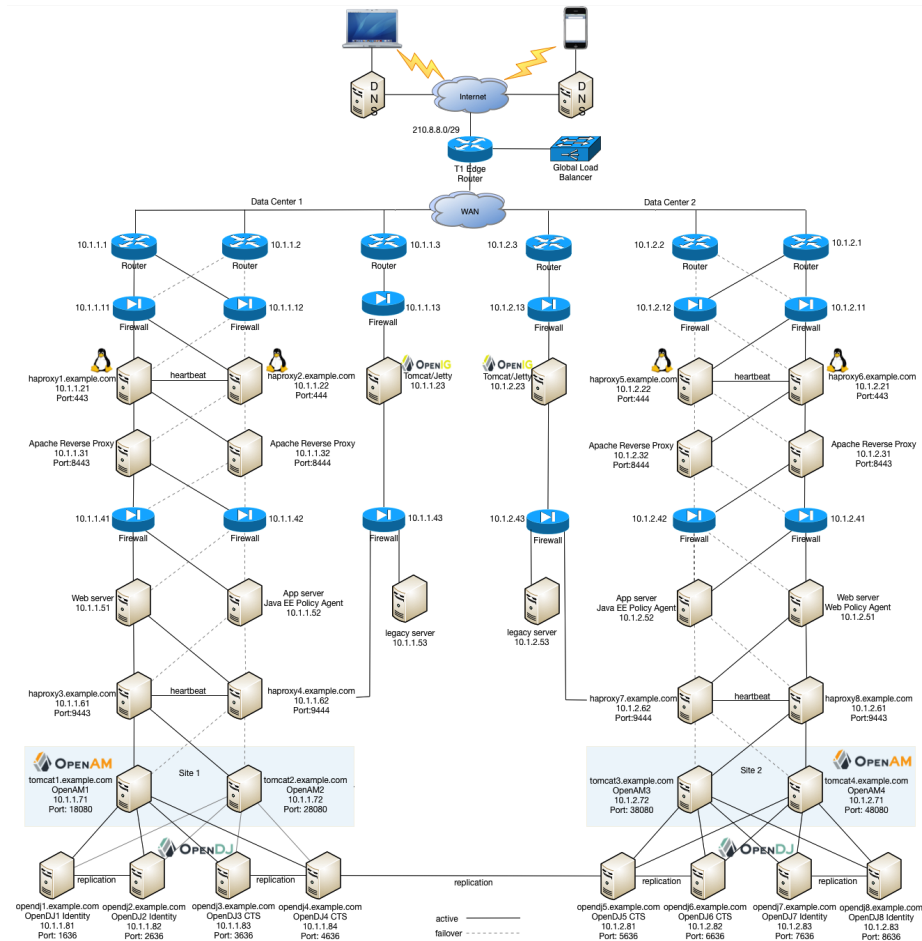 DNS
DNS
Internet
210.8.8.0/29
T1 Edge
Router
Global Load
Balancer
WAN
Data Center 1
Data Center 2
10.1.1.1
Router
10.1.1.2
Router
10.1.1.3
Router
10.1.2.3
Router
10.1.2.2
Router
10.1.2.1
Router
10.1.1.11
Firewall
10.1.1.12
Firewall
10.1.1.13
Firewall
10.1.2.13
Firewall
10.1.2.12
Firewall
10.1.2.11
Firewall
haproxy1.example.com
10.1.1.21
Port:443
heartbeat
haproxy2.example.com
10.1.1.22
Port:444
OPENIG
Tomcat/Jetty
10.1.1.23
OPENIG
Tomcat/Jetty
10.1.2.23
haproxy5.example.com
10.1.2.22
Port:444
heartbeat
haproxy6.example.com
10.1.2.21
Port:443
Apache Reverse Proxy
10.1.1.31
Port:8443
Apache Reverse Proxy
10.1.1.32
Port:8444
Apache Reverse Proxy
10.1.2.32
Port:8444
Apache Reverse Proxy
10.1.2.31
Port:8443
10.1.1.41
Firewall
10.1.1.42
Firewall
10.1.1.43
Firewall
10.1.2.43
Firewall
10.1.2.42
Firewall
10.1.2.41
Firewall
Web server
10.1.1.51
App server
Java EE Policy Agent
10.1.1.52
legacy server
10.1.1.53
legacy server
10.1.2.53
App server
Java EE Policy Agent
10.1.2.52
Web server
Web Policy Agent
10.1.2.51
haproxy3.example.com
10.1.1.61
Port:9443
heartbeat
haproxy4.example.com
10.1.1.62
Port:9444
haproxy7.example.com
10.1.2.62
Port:9444
heartbeat
haproxy8.example.com
10.1.2.61
Port:9443
OPENAM
tomcat1.example.com
OpenAM1
10.1.1.71
Port: 18080
Site 1
tomcat2.example.com
OpenAM2
10.1.1.72
Port: 28080
tomcat3.example.com
OpenAM3
10.1.2.72
Port: 38080
Site 2
OPENAM
tomcat4.example.com
OpenAM4
10.1.2.71
Port: 48080
OPENDJ
OPENDJ
replication
replication
replication
replication
replication
opendj1.example.com
OpenDJ1 Identity
10.1.1.81
Port: 1636
opendj2.example.com
OpenDJ2 Identity
10.1.1.82
Port: 2636
opendj3.example.com
OpenDJ3 CTS
10.1.1.83
Port: 3636
opendj4.example.com
OpenDJ4 CTS
10.1.1.84
Port: 4636
opendj5.example.com
OpenDJ5 CTS
10.1.2.81
Port: 5636
opendj6.example.com
OpenDJ6 CTS
10.1.2.82
Port: 6636
opendj7.example.com
OpenDJ7 Identity
10.1.2.83
Port: 7636
opendj8.example.com
OpenDJ8 Identity
10.1.2.83
Port: 8636
active
failover